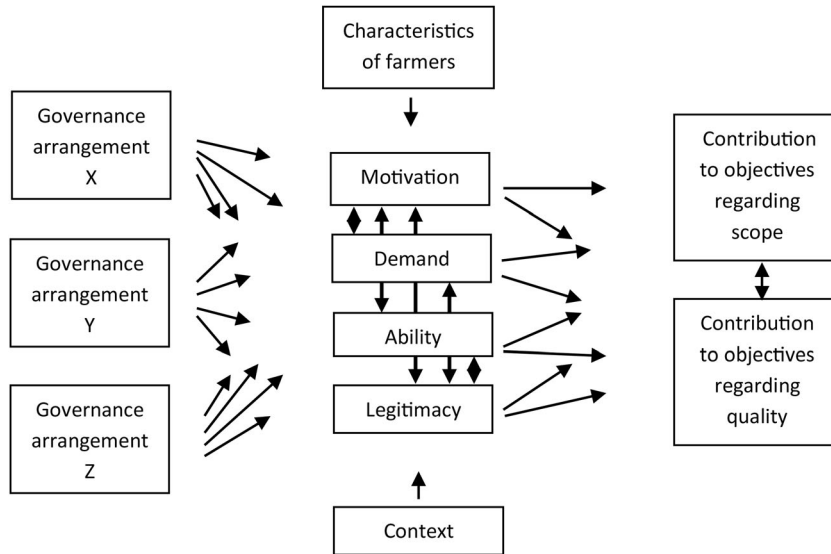 Characteristics
of farmers
Governance
arrangement
X
Governance
arrangement
Y
Governance
arrangement
Z
Motivation
Demand
Ability
Legitimacy
Context
Contribution
to objectives
regarding
scope
Contribution
to objectives
regarding
quality